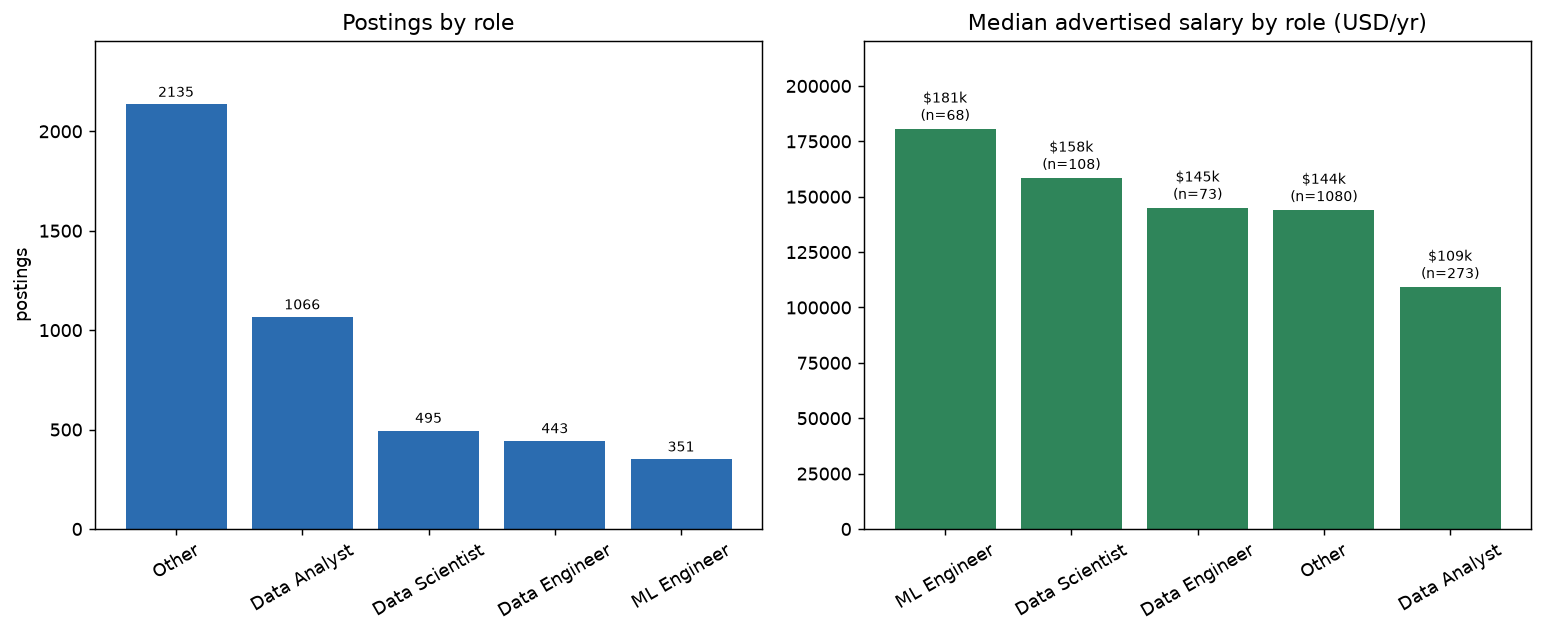 Postings by role
postings
2000
1500
1000
500
0
2135
1066
495
443
351
Other
Data Analyst
Data Scientist
Data Engineer
ML Engineer
Median advertised salary by role (USD/yr)
200000
175000
150000
125000
100000
75000
50000
25000
0
$181k
(n=68)
$158k
(n=108)
$145k
(n=73)
$144k
(n=1080)
$109k
(n=273)
ML Engineer
Data Scientist
Data Engineer
Other
Data Analyst